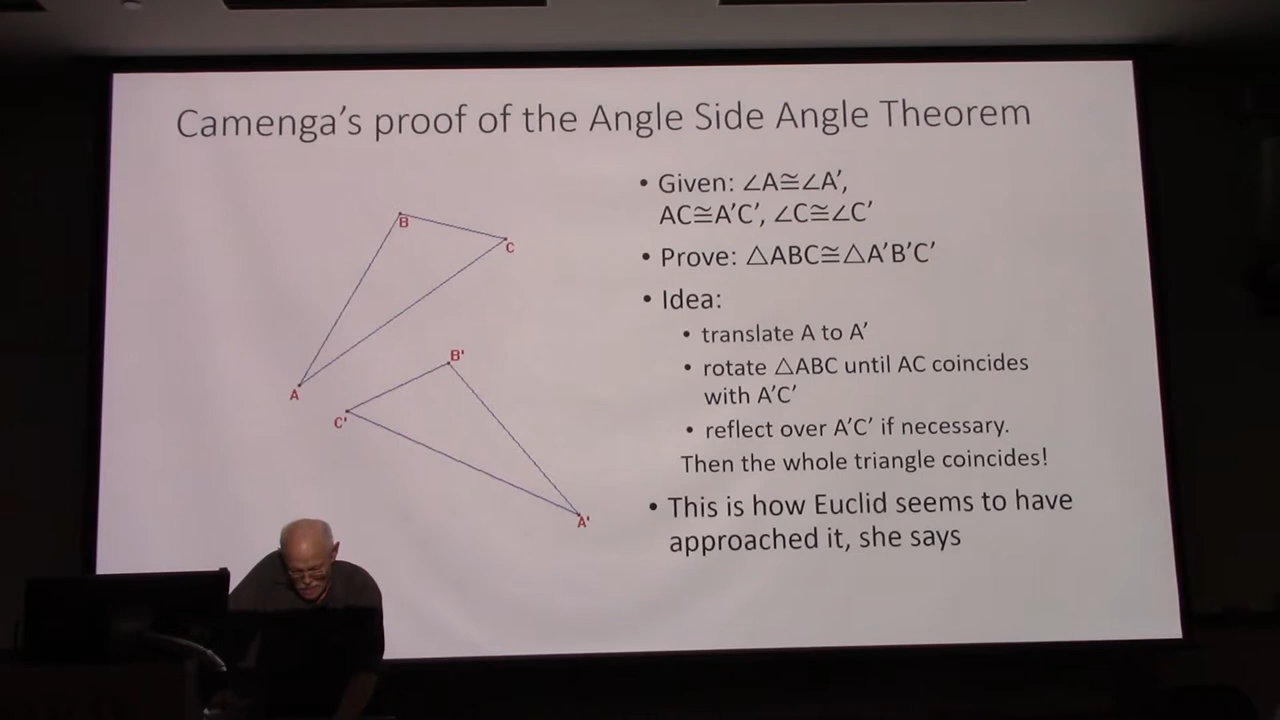 Camenga's proof of the Angle Side Angle Theorem
• Given: ∠A≅∠A′,
AC≅A′C′, ∠C≅∠C′
• Prove: △ABC≅△A′B′C′
• Idea:
• translate A to A′
• rotate △ABC until AC coincides
with A′C′
• reflect over A′C′ if necessary.
Then the whole triangle coincides!
• This is how Euclid seems to have
approached it, she says
B
C
A
B'
C'
A'